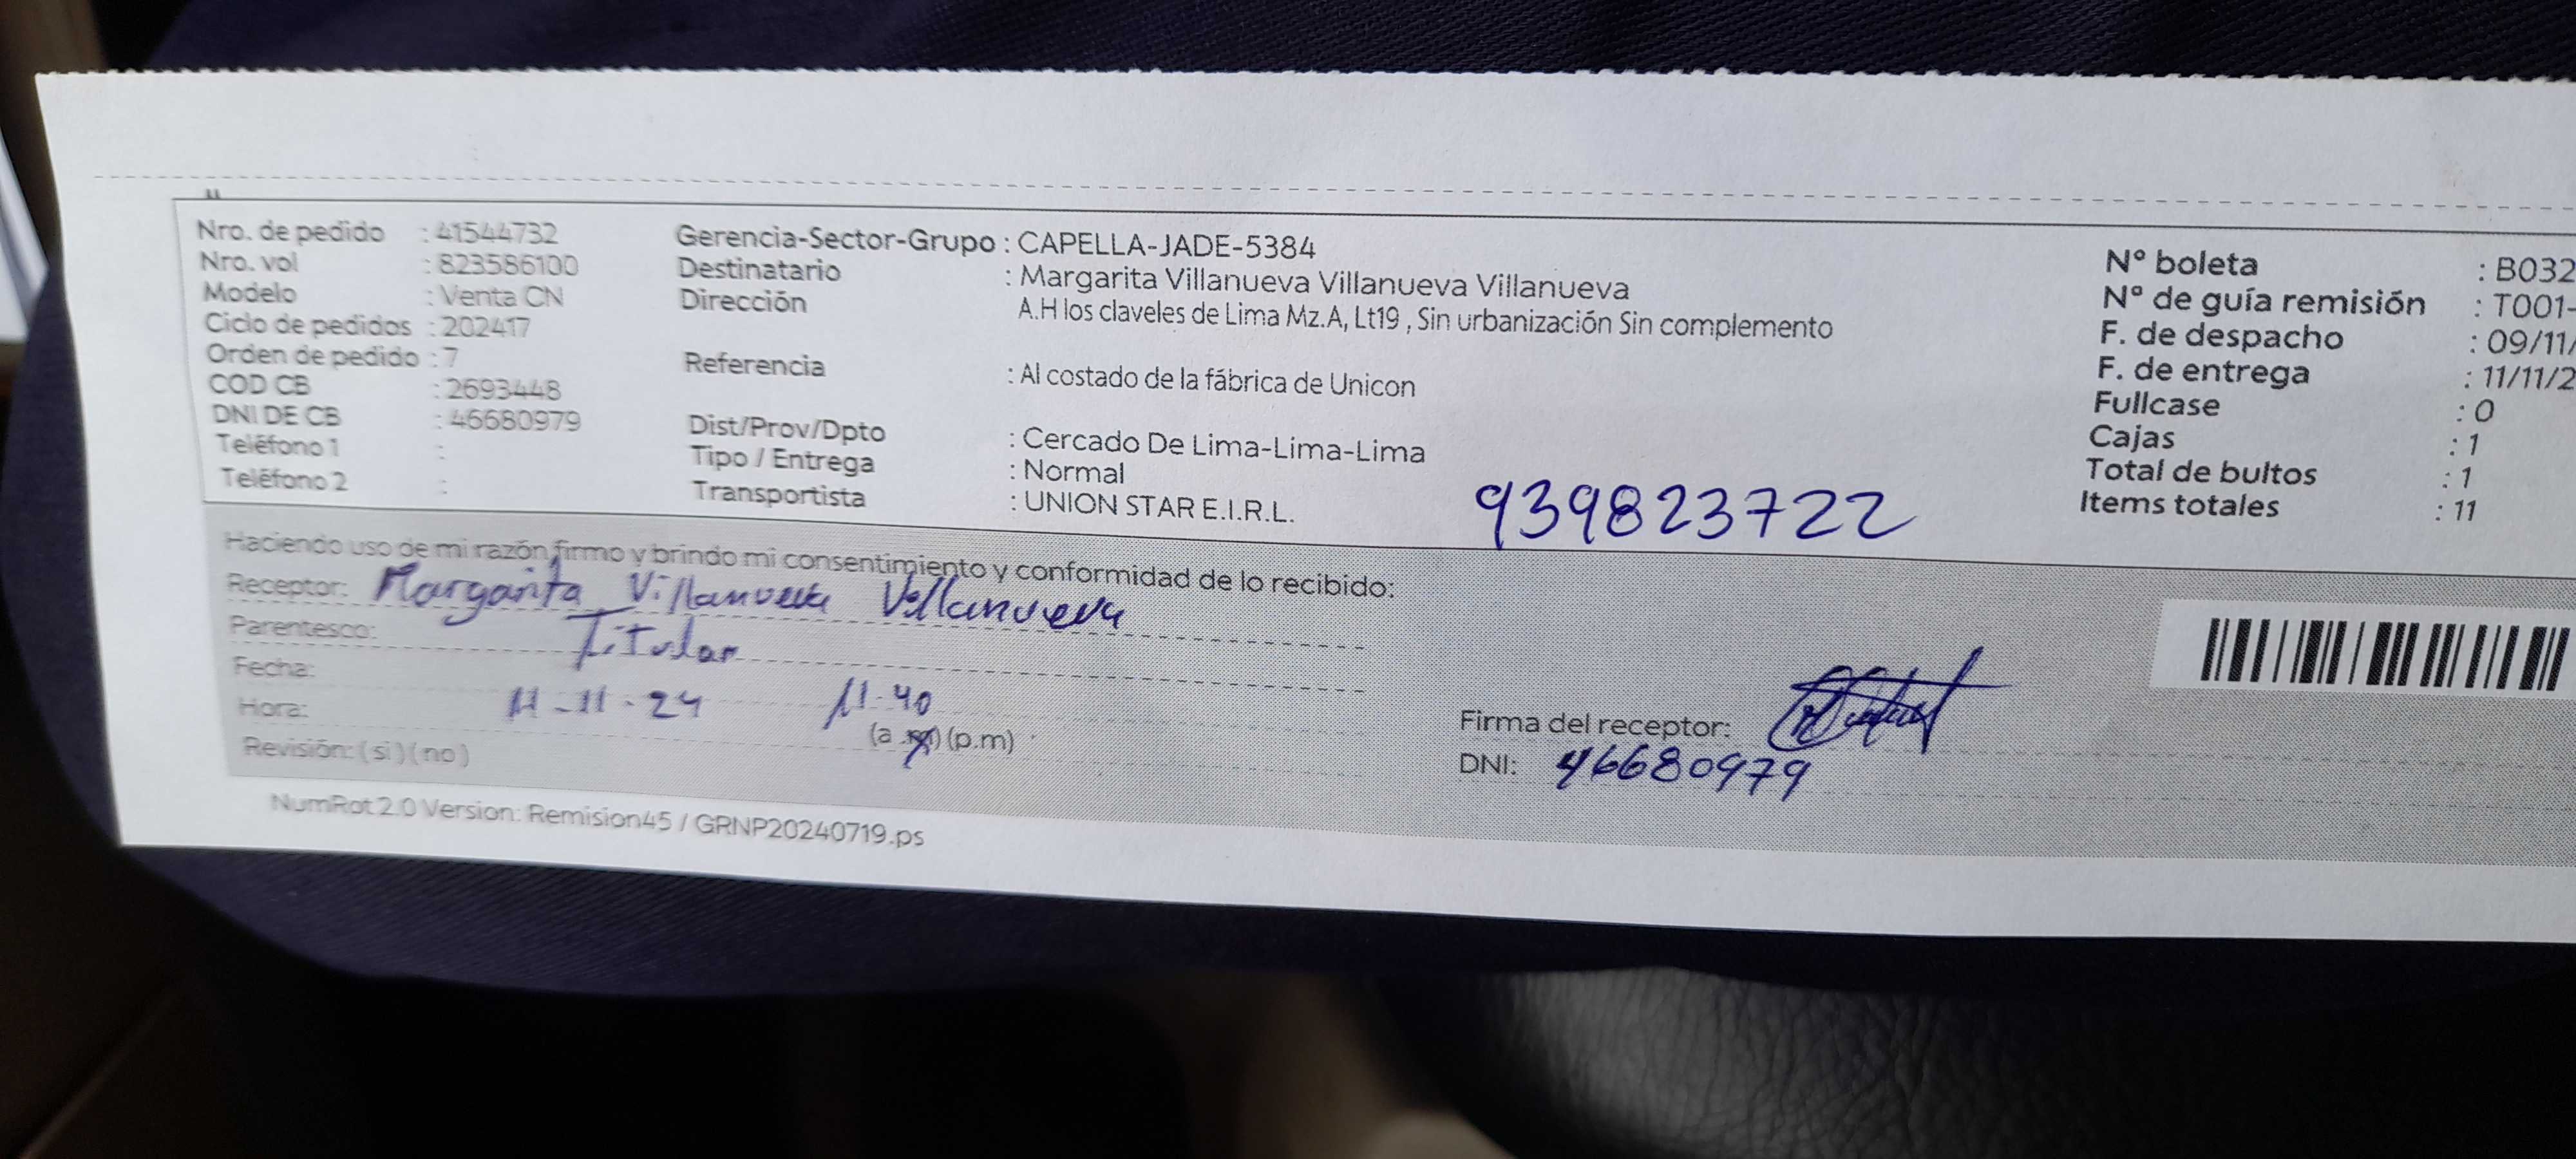 Nro. de pedido : 41544732
Nro. vol : 823586100
Modelo : Venta CN
Ciclo de pedidos : 202417
Orden de pedido : 7
COD CB : 2693448
DNI DE CB : 46680979
Teléfono 1 :
Teléfono 2 :
Gerencia-Sector-Grupo : CAPELLA-JADE-5384
Destinatario : Margarita Villanueva Villanueva Villanueva
Dirección A.H los claveles de Lima Mz.A, Lt19 , Sin urbanización Sin complemento
Referencia : Al costado de la fábrica de Unicon
Dist/Prov/Dpto : Cercado De Lima-Lima-Lima
Tipo / Entrega : Normal
Transportista : UNION STAR E.I.R.L.
939823722
N° boleta : B032
N° de guía remisión : T001-
F. de despacho : 09/11/
F. de entrega : 11/11/2
Fullcase : 0
Cajas : 1
Total de bultos : 1
Items totales : 11
Haciendo uso de mi razón firmo y brindo mi consentimiento y conformidad de lo recibido:
Receptor: Margarita Villanueva Villanueva
Parentesco: Titular
Fecha: 11-11-24
Hora: 11-40 (a.m) (p.m)
Revisión: ( si ) ( no )
Firma del receptor:
DNI: 46680979
NumRot 2.0 Version: Remision45 / GRNP20240719.ps